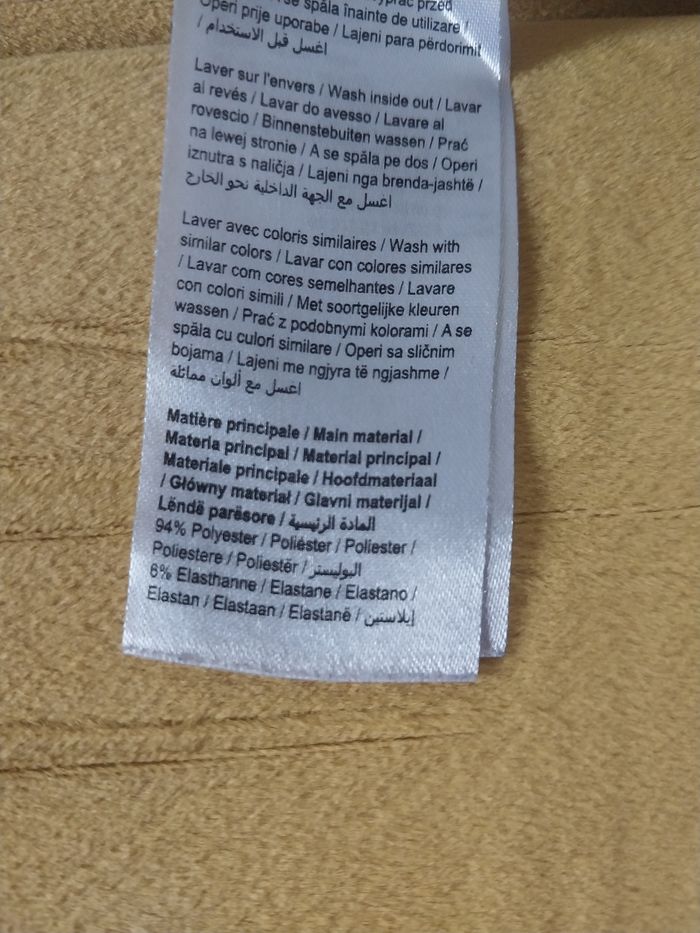 przed
se spăla înainte de utilizare /
Operi prije uporabe / Lajeni para përdorimit
/ اغسل قبل الاستخدام
Laver sur l'envers / Wash inside out / Lavar
al revés / Lavar do avesso / Lavare al
rovescio / Binnenstebuiten wassen / Prać
na lewej stronie / A se spăla pe dos / Operi
iznutra s naličja / Lajeni nga brenda-jashtë /
اغسل مع الجهة الداخلية نحو الخارج
Laver avec coloris similaires / Wash with
similar colors / Lavar con colores similares
/ Lavar com cores semelhantes / Lavare
con colori simili / Met soortgelijke kleuren
wassen / Prać z podobnymi kolorami / A se
spăla cu culori similare / Operi sa sličnim
bojama / Lajeni me ngjyra të ngjashme /
اغسل مع ألوان مماثلة
Matière principale / Main material /
Materia principal / Material principal /
Materiale principale / Hoofdmateriaal
/ Główny materiał / Glavni materijal /
Lëndë parësore / المادة الرئيسية
94% Polyester / Poliéster / Poliester /
Poliestere / Poliestër / البوليستر
6% Elasthanne / Elastane / Elastano /
Elastan / Elastaan / Elastanë / إيلاستين